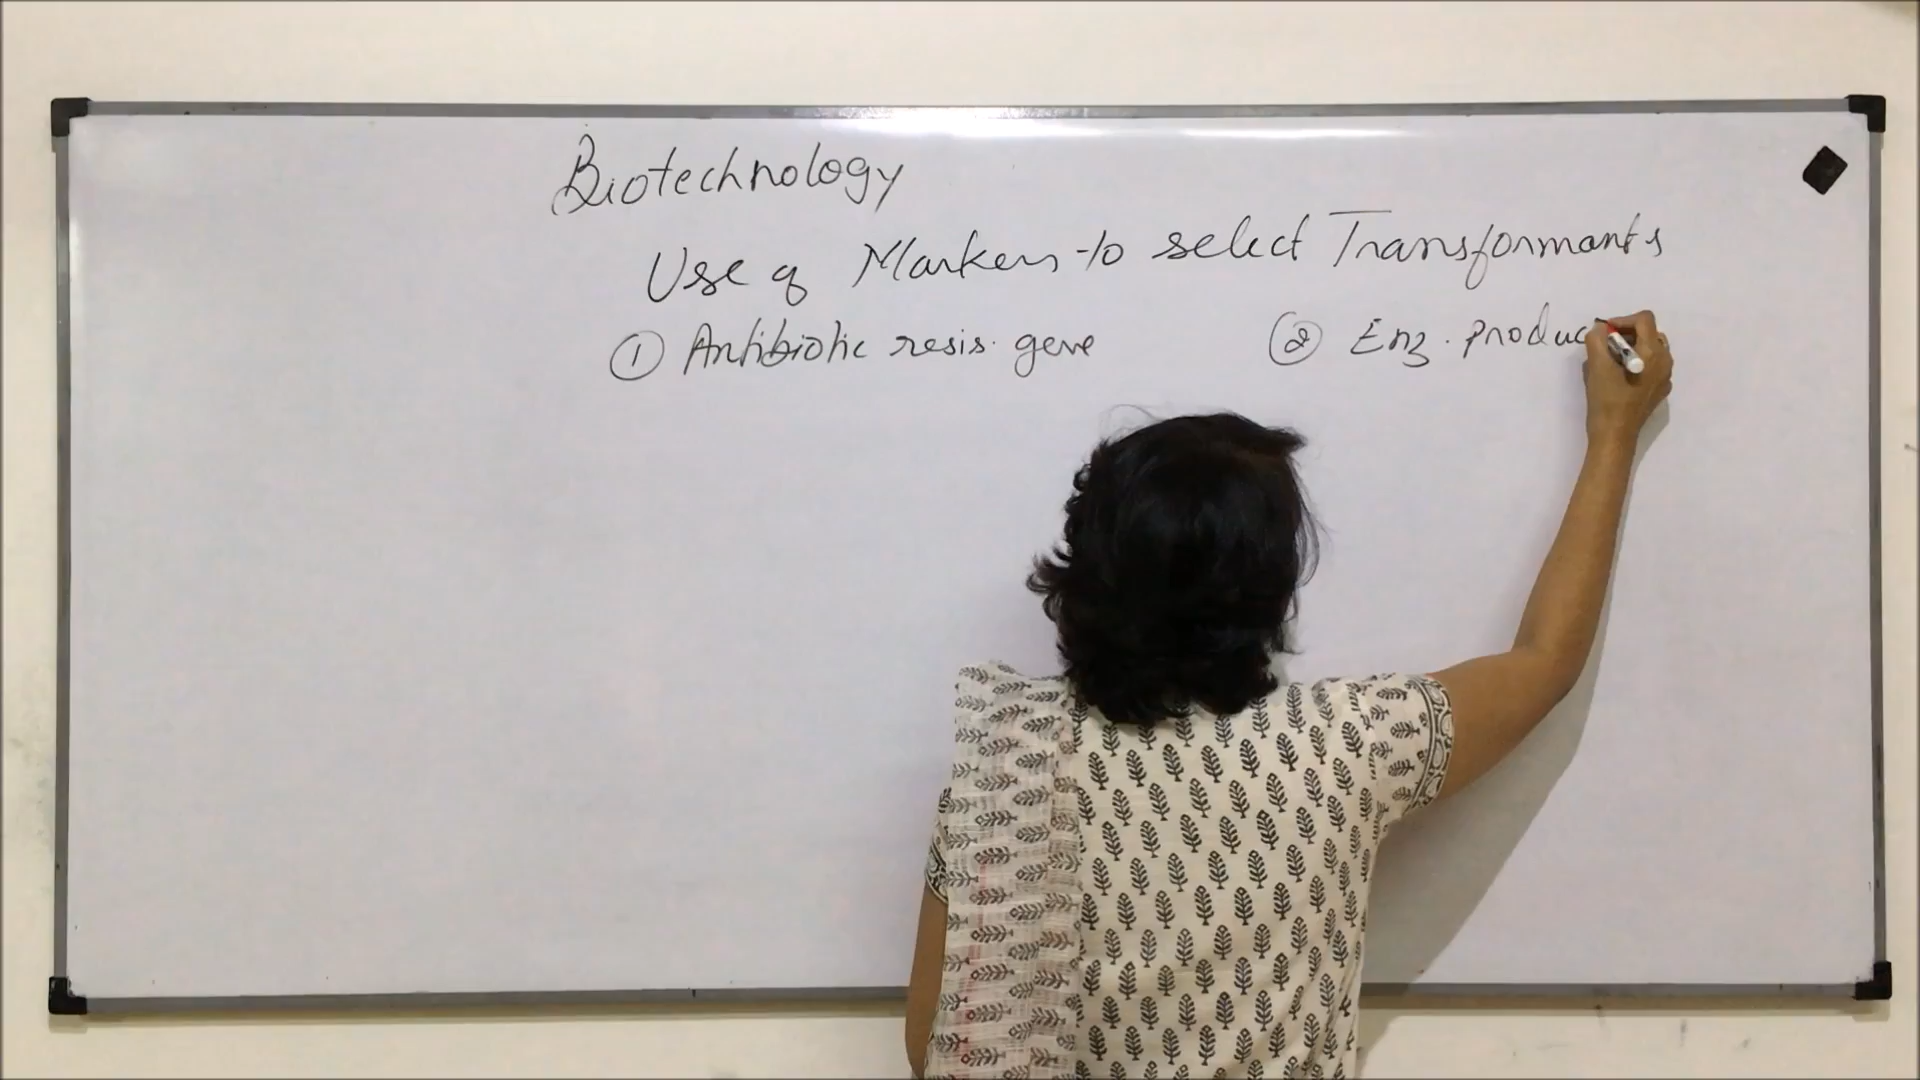 Biotechnology
Use of Markers to select Transformants
① Antibiotic resis. gene ② Enz. produc